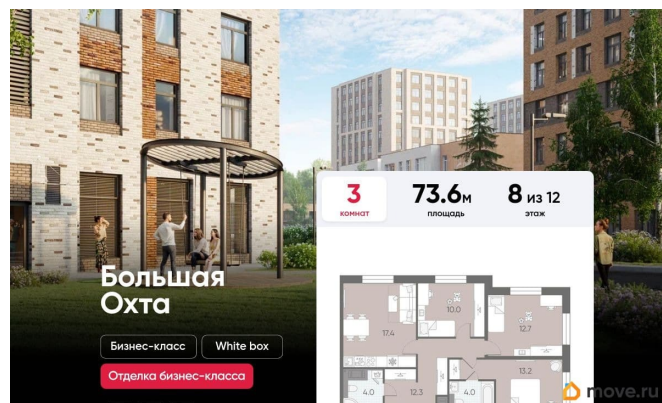 3
комнат
73.6м
площадь
8 из 12
этаж
Большая
Охта
Бизнес-класс
White box
Отделка бизнес-класса
17.4
10.0
12.7
13.2
4.0
12.3
4.0
move.ru